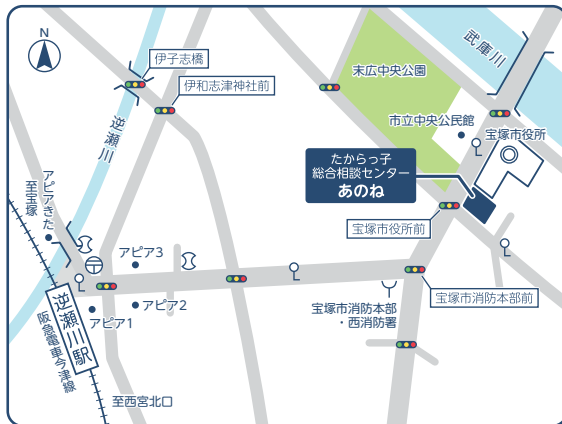 N
伊子志橋
伊和志津神社前
逆瀬川
末広中央公園
武庫川
市立中央公民館
宝塚市役所
たからっ子
総合相談センター
あのね
宝塚市役所前
アピアきた
至宝塚
アピア3
アピア2
アピア1
逆瀬川駅
阪急電車今津線
宝塚市消防本部
・西消防署
宝塚市消防本部前
至西宮北口